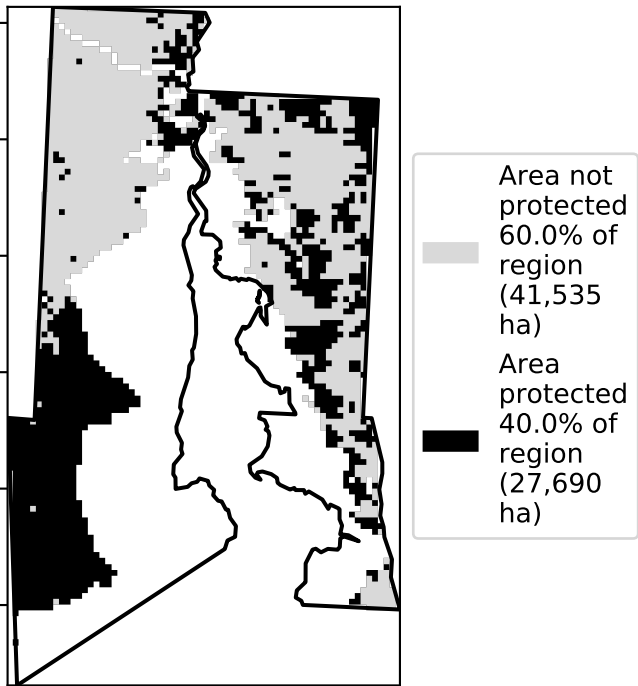 Area not
protected
60.0% of
region
(41,535
ha)
Area
protected
40.0% of
region
(27,690
ha)